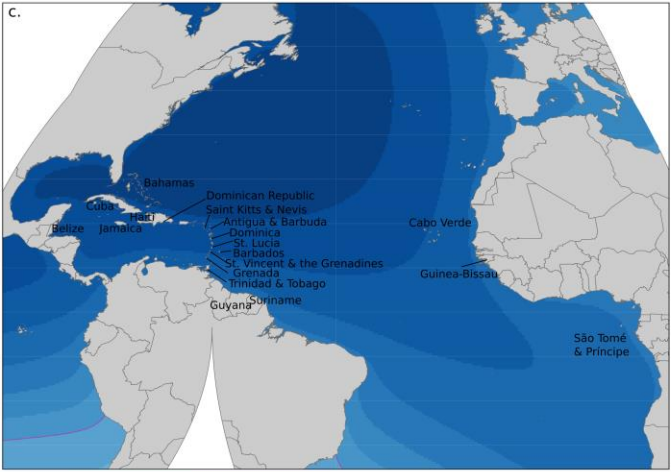 c.
Bahamas
Cuba
Dominican Republic
Haiti
Saint Kitts & Nevis
Antigua & Barbuda
Belize
Jamaica
Dominica
Cabo Verde
St. Lucia
Barbados
St. Vincent & the Grenadines
Grenada
Guinea-Bissau
Trinidad & Tobago
Guyana
Suriname
São Tomé
& Príncipe